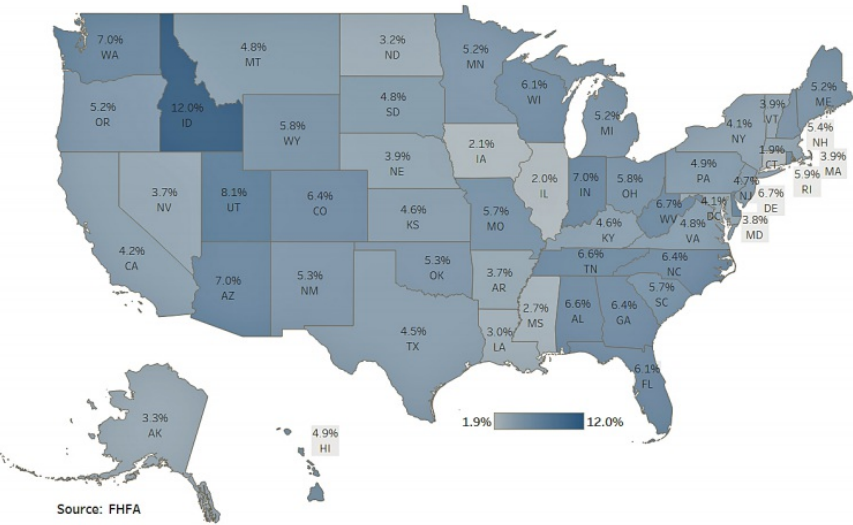 7.0%
WA
4.8%
MT
3.2%
ND
5.2%
MN
6.1%
WI
5.2%
MI
4.1%
NY
3.9%
VT
5.2%
ME
5.4%
NH
3.9%
MA
5.9%
RI
1.9%
CT
5.2%
OR
12.0%
ID
5.8%
WY
4.8%
SD
2.1%
IA
2.0%
IL
7.0%
IN
5.8%
OH
4.9%
PA
4.7%
NJ
6.7%
DE
3.8%
MD
4.1%
DC
3.7%
NV
8.1%
UT
6.4%
CO
3.9%
NE
4.6%
KS
5.7%
MO
4.6%
KY
6.7%
WV
4.8%
VA
4.2%
CA
7.0%
AZ
5.3%
NM
5.3%
OK
3.7%
AR
6.6%
TN
6.4%
NC
5.7%
SC
4.5%
TX
3.0%
LA
2.7%
MS
6.6%
AL
6.4%
GA
6.1%
FL
3.3%
AK
4.9%
HI
1.9% 12.0%
Source: FHFA